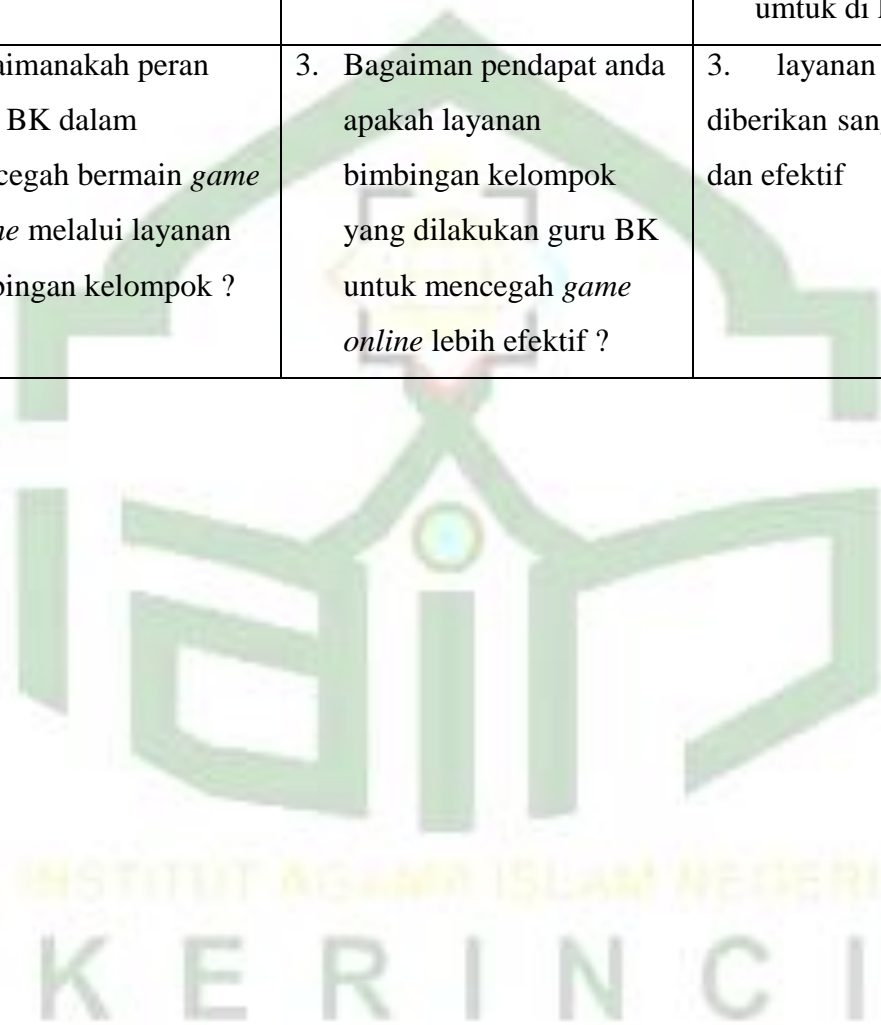 umtuk di
aimanakah peran
BK dalam
cegah bermain game
ne melalui layanan
bingan kelompok ?
3. Bagaiman pendapat anda
apakah layanan
bimbingan kelompok
yang dilakukan guru BK
untuk mencegah game
online lebih efektif ?
3. layanan
diberikan san
dan efektif
INSTITUT AGAMA ISLAM NEGERI
KERINCI